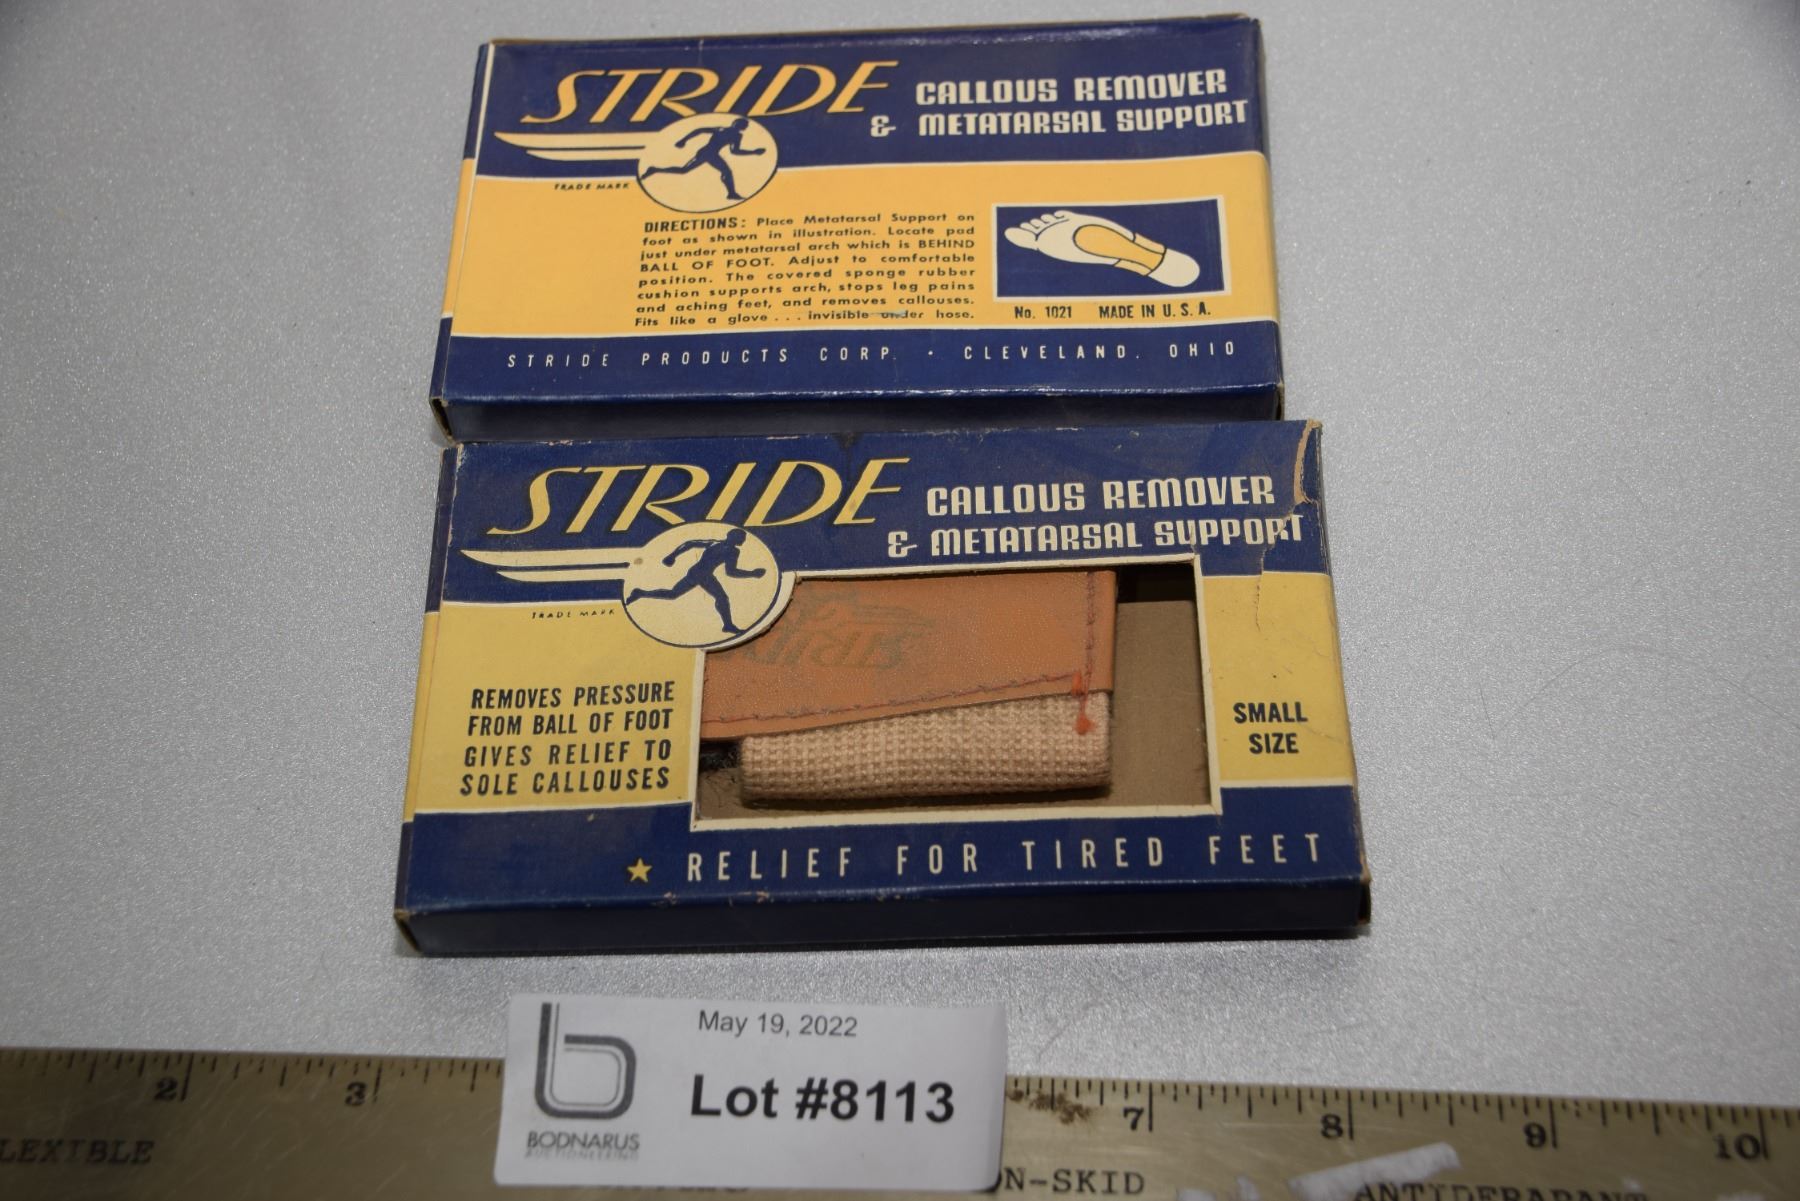 STRIDE
CALLOUS REMOVER
& METATARSAL SUPPORT
TRADE MARK
DIRECTIONS: Place Metatarsal Support on
foot as shown in illustration. Locate pad
just under metatarsal arch which is BEHIND
BALL OF FOOT. Adjust to comfortable
position. The covered sponge rubber
cushion supports arch, stops leg pains
and aching feet, and removes callouses.
Fits like a glove . . . invisible under hose.
No. 1021 MADE IN U. S. A.
STRIDE PRODUCTS CORP. • CLEVELAND, OHIO
STRIDE
CALLOUS REMOVER
& METATARSAL SUPPORT
TRADE MARK
REMOVES PRESSURE
FROM BALL OF FOOT
GIVES RELIEF TO
SOLE CALLOUSES
SMALL
SIZE
★ RELIEF FOR TIRED FEET
May 19, 2022
Lot #8113
b
BODNARUS
AUCTIONEERING
2 3 7 8 9 10
LEXIBLE
ON-SKID